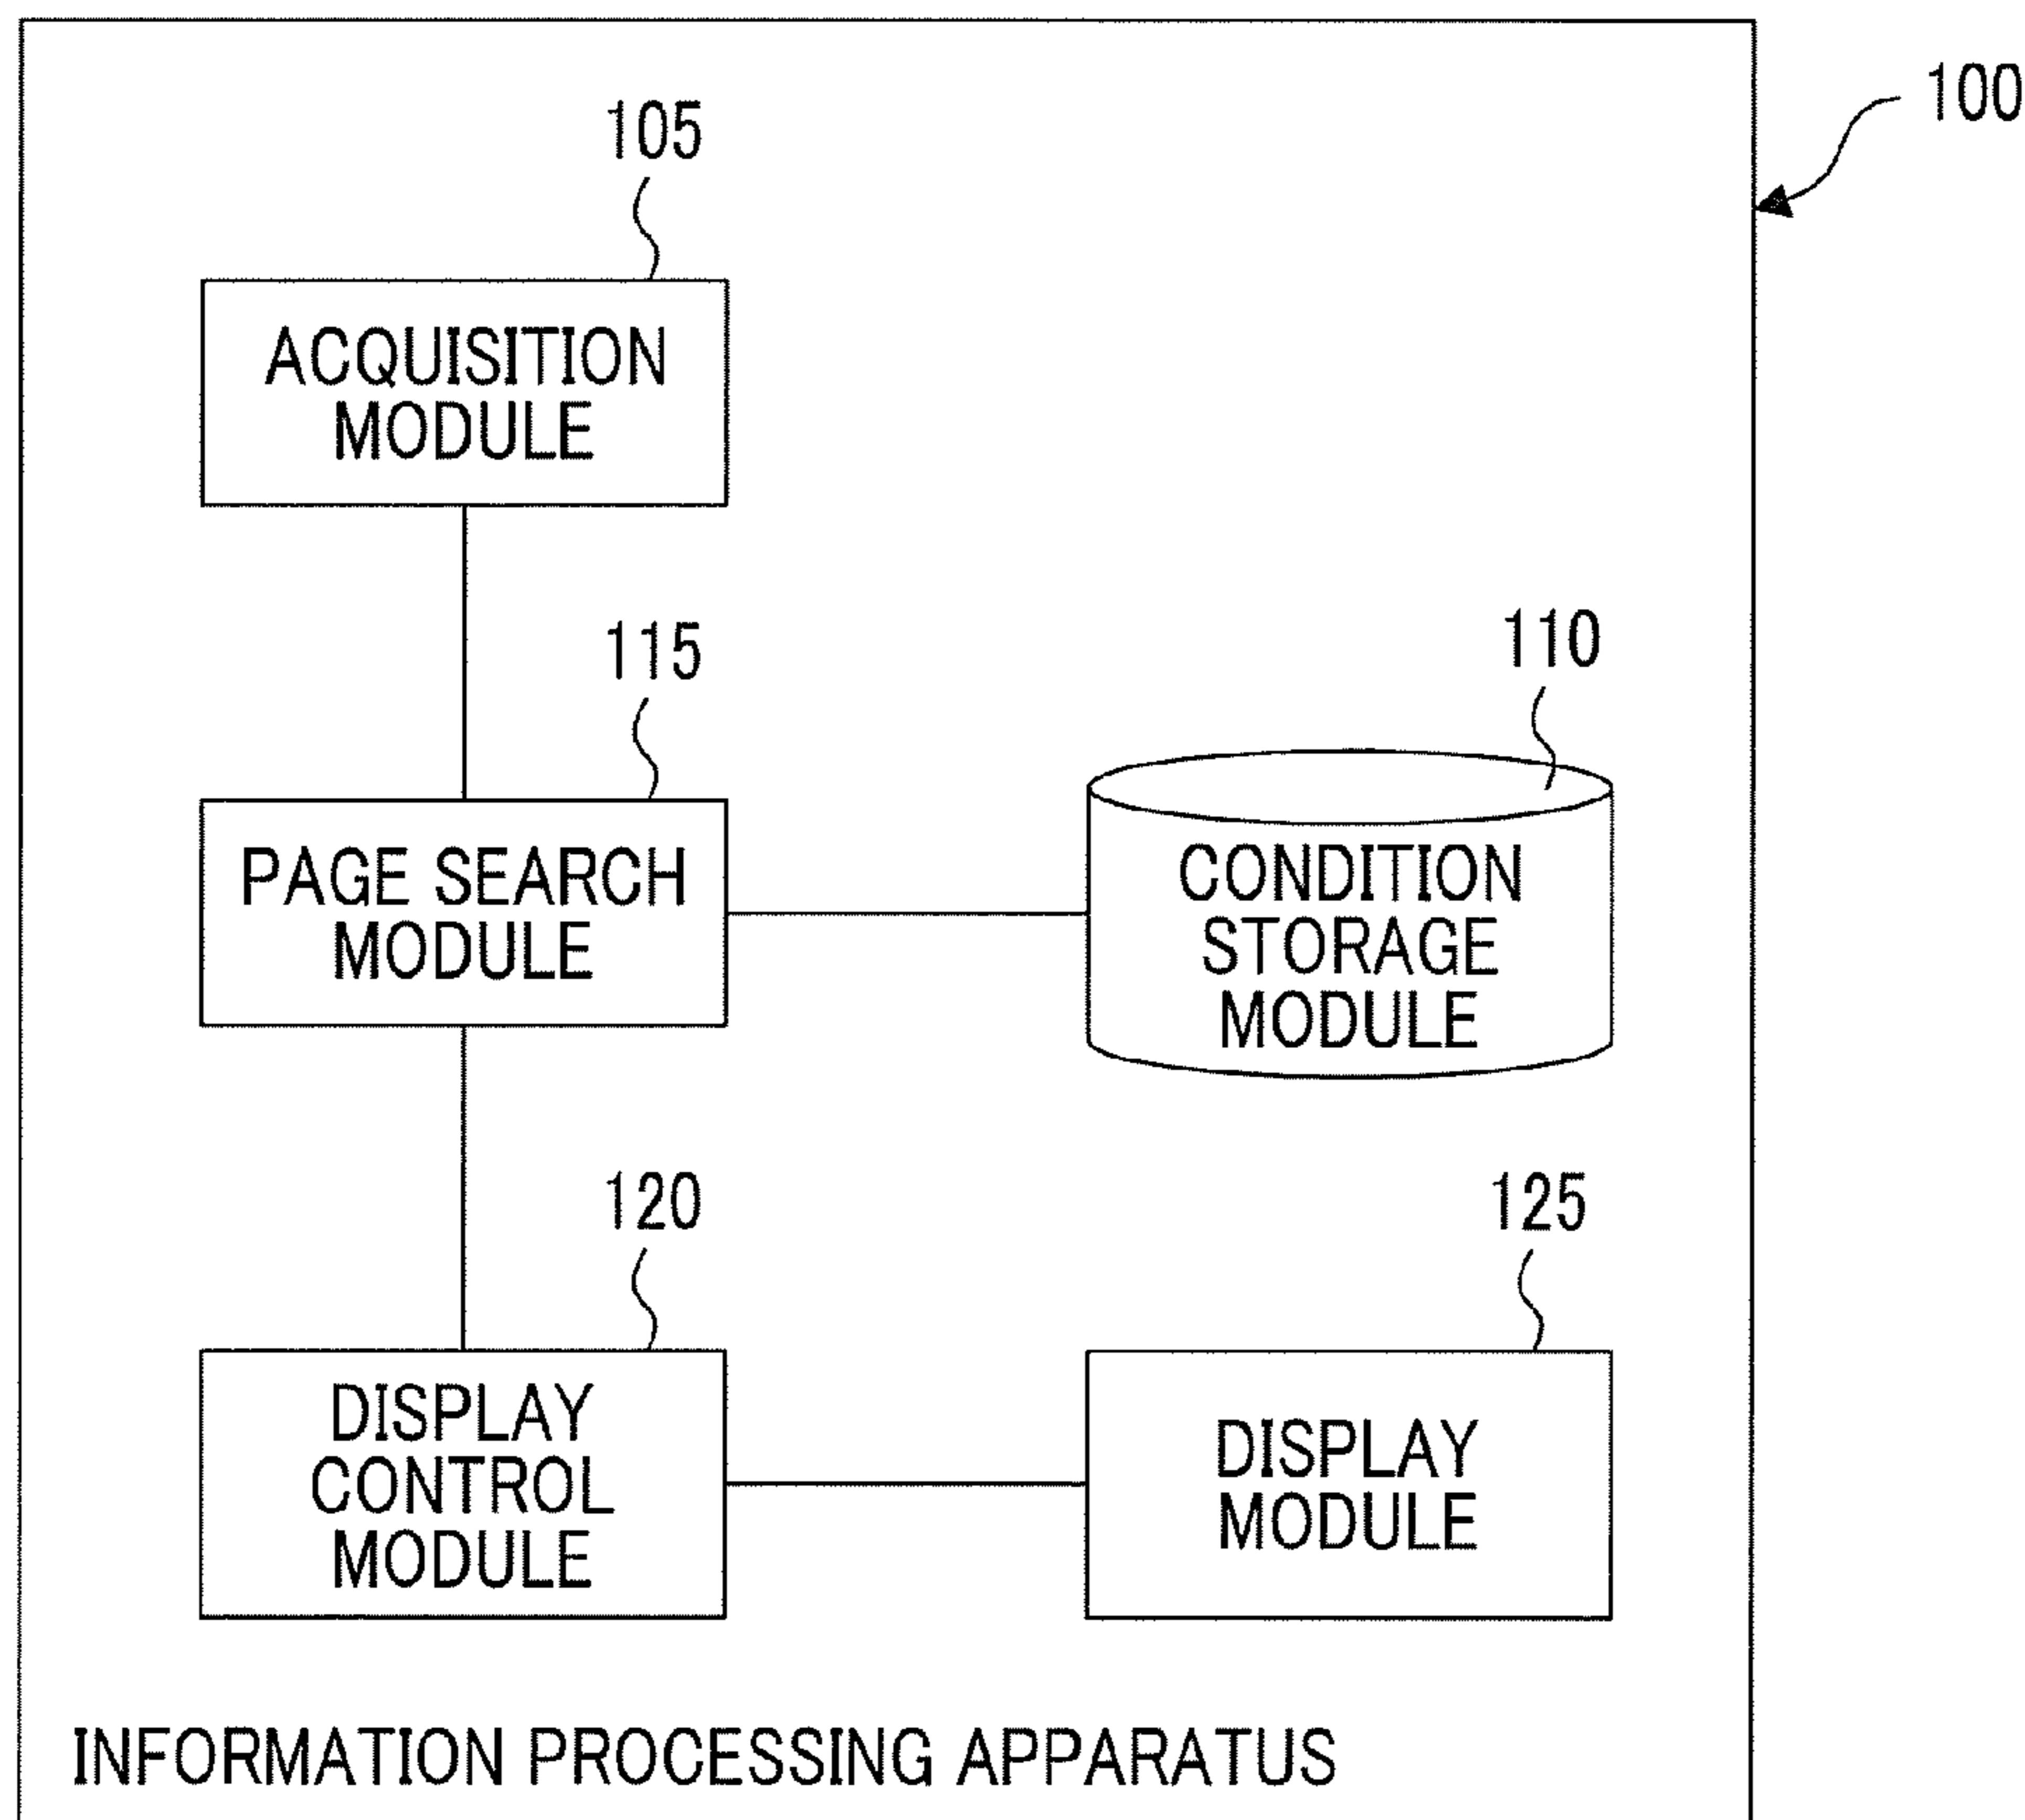 100
105
ACQUISITION
MODULE
115
110
PAGE SEARCH
MODULE
CONDITION
STORAGE
MODULE
120
125
DISPLAY
CONTROL
MODULE
DISPLAY
MODULE
INFORMATION PROCESSING APPARATUS